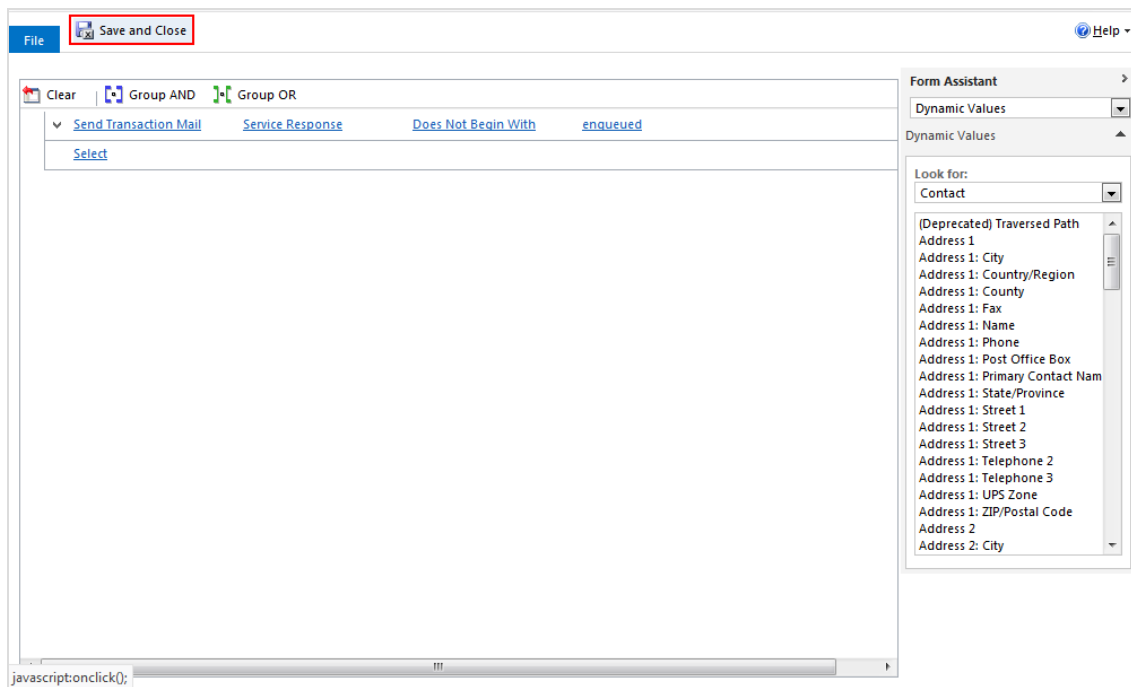 File
Save and Close
Help
Clear
Group AND
Group OR
Send Transaction Mail Service Response Does Not Begin With enqueued
Select
Form Assistant
Dynamic Values
Dynamic Values
Look for:
Contact
(Deprecated) Traversed Path
Address 1
Address 1: City
Address 1: Country/Region
Address 1: County
Address 1: Fax
Address 1: Name
Address 1: Phone
Address 1: Post Office Box
Address 1: Primary Contact Nam
Address 1: State/Province
Address 1: Street 1
Address 1: Street 2
Address 1: Street 3
Address 1: Telephone 2
Address 1: Telephone 3
Address 1: UPS Zone
Address 1: ZIP/Postal Code
Address 2
Address 2: City
javascript:onclick();